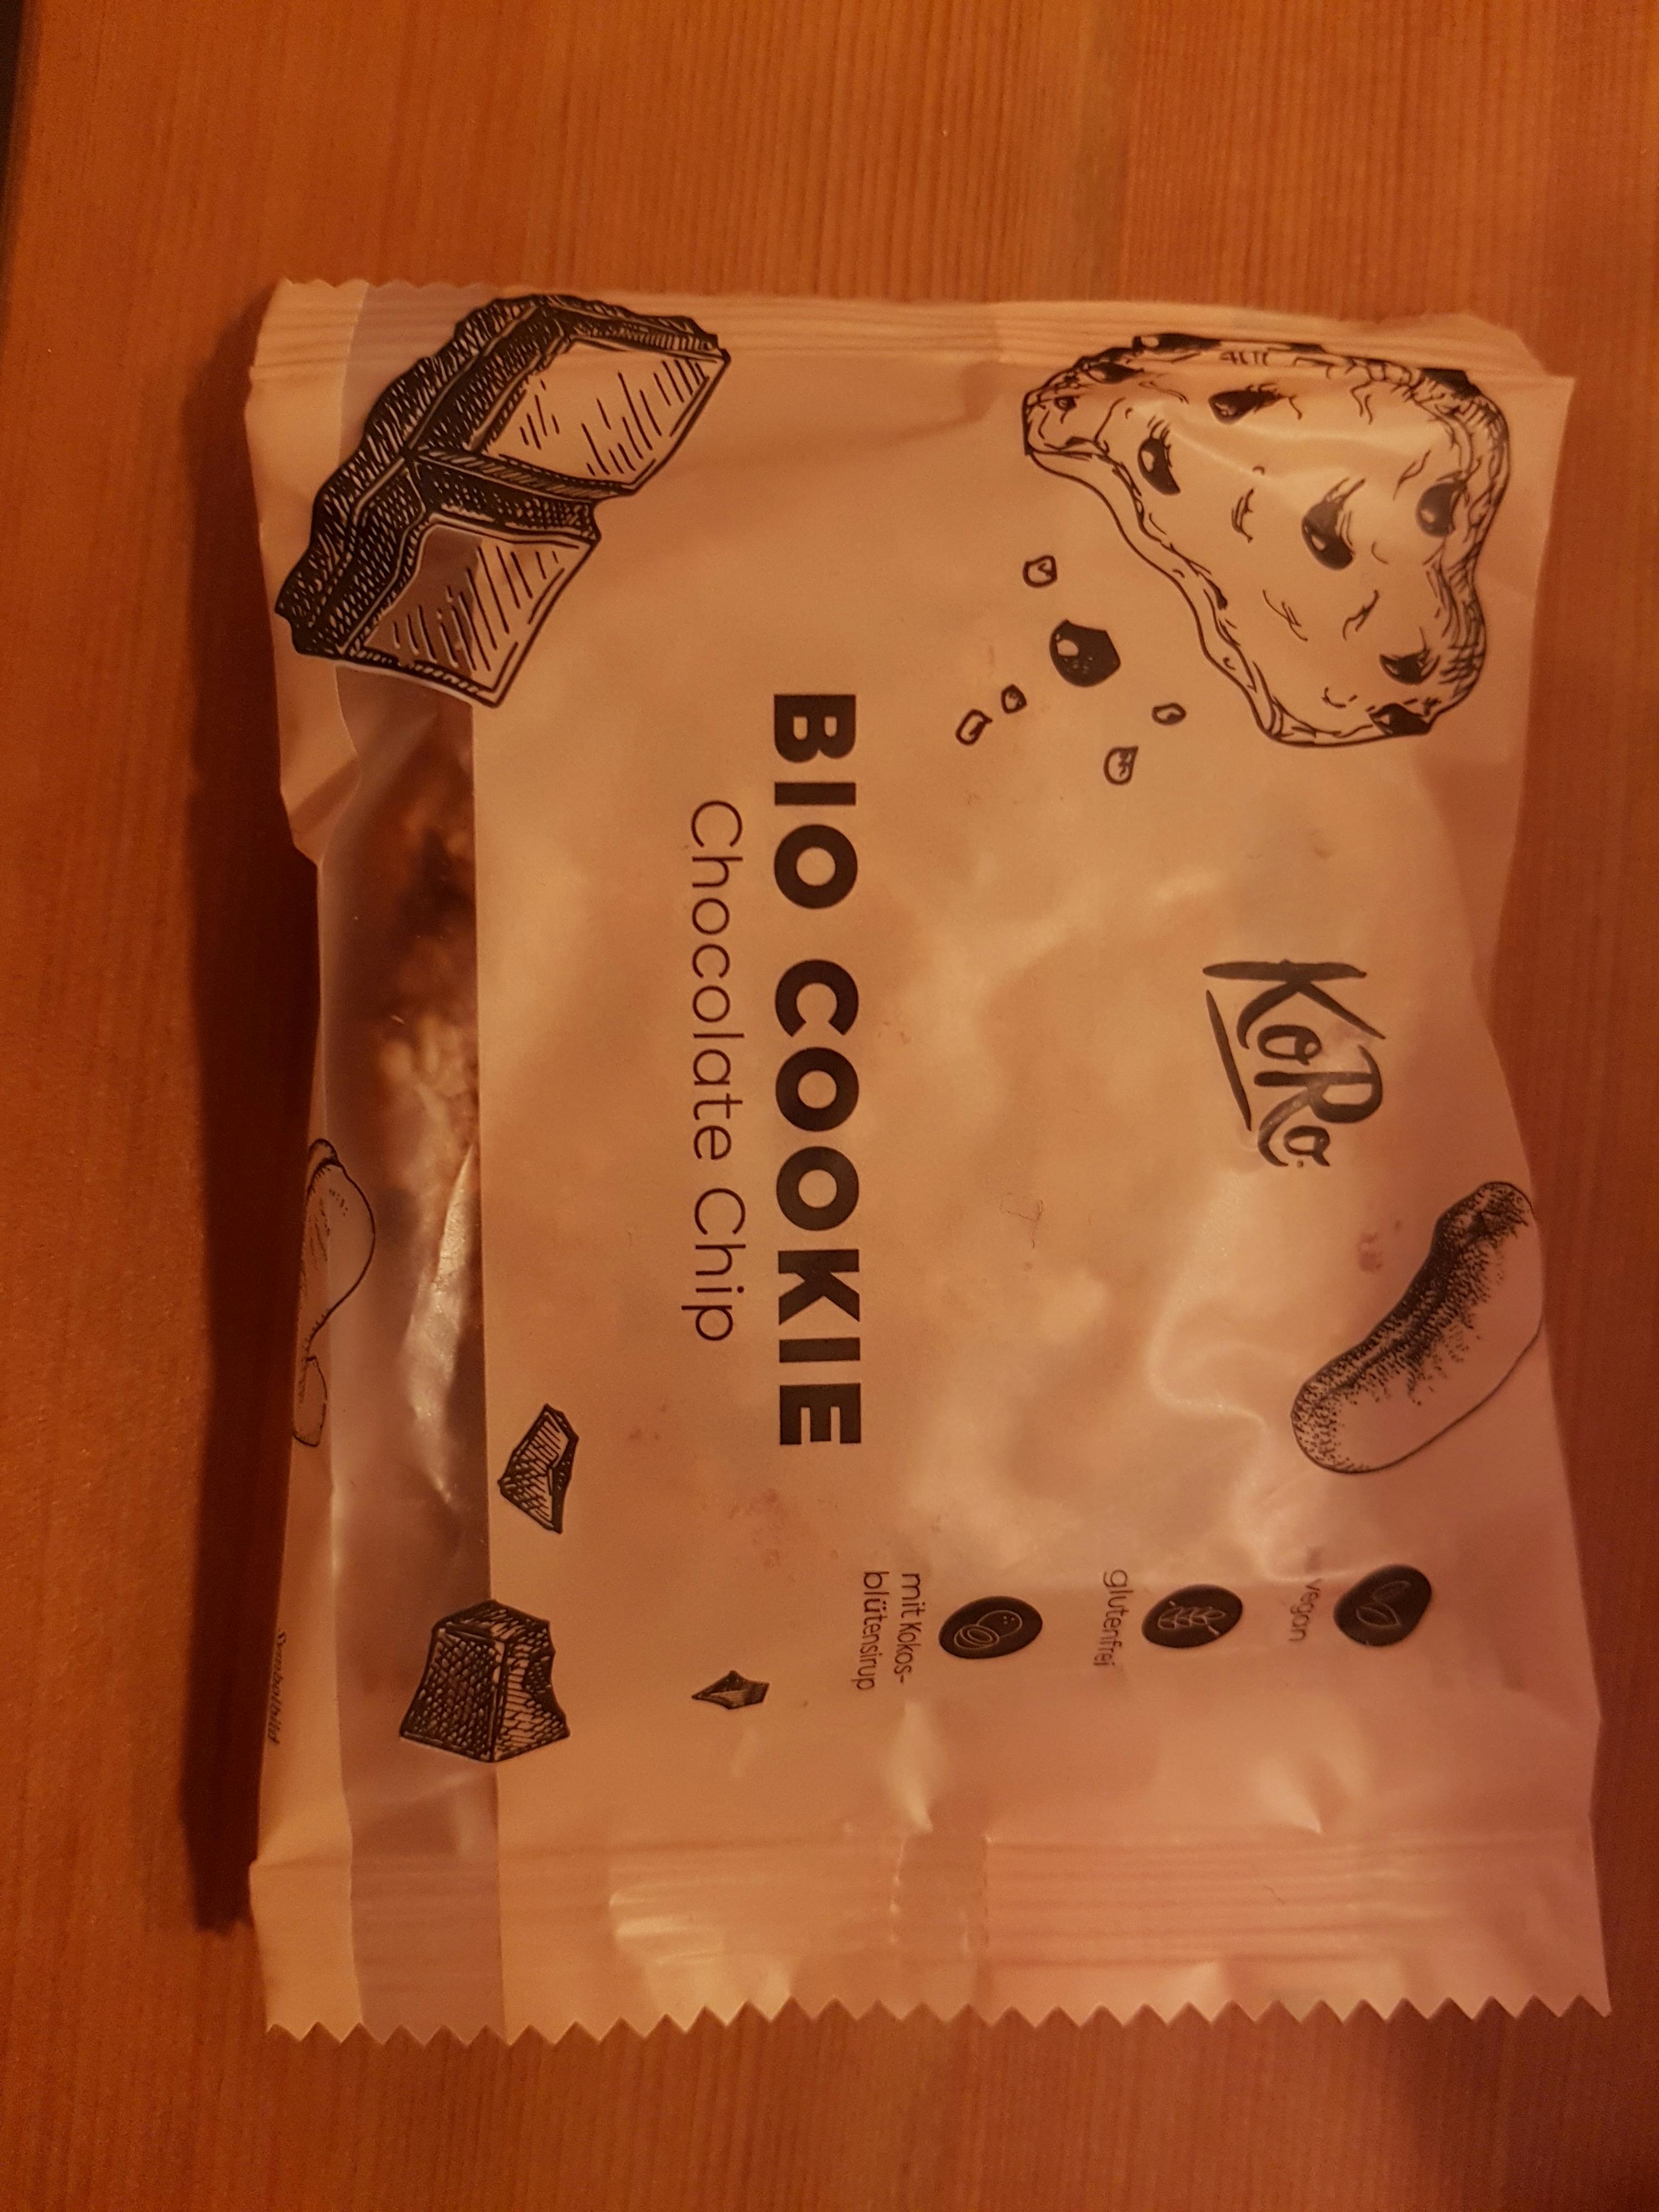 KoRo
BIO COOKIE
Chocolate Chip
vegan
glutenfrei
mit Kokos-
blütensirup